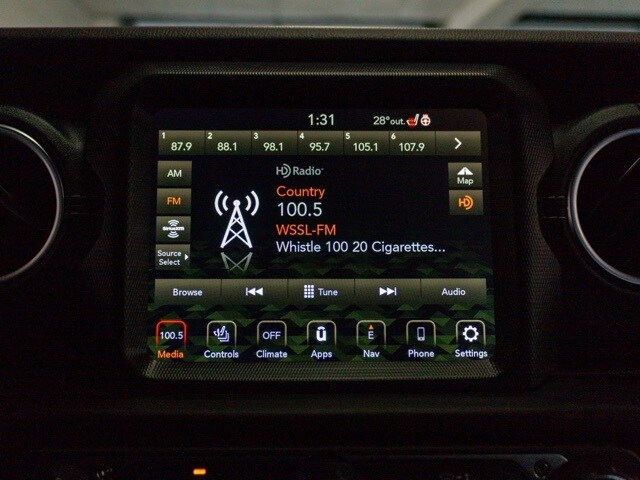 1:31 28°out.
1 2 3 4 5 6
87.9 88.1 98.1 95.7 105.1 107.9
AM
HD Radio
Map
Country
FM
100.5
HD
WSSL-FM
SiriusXM
Whistle 100 20 Cigarettes...
Source
Select
Browse Tune Audio
100.5 OFF E
Media Controls Climate Apps Nav Phone Settings